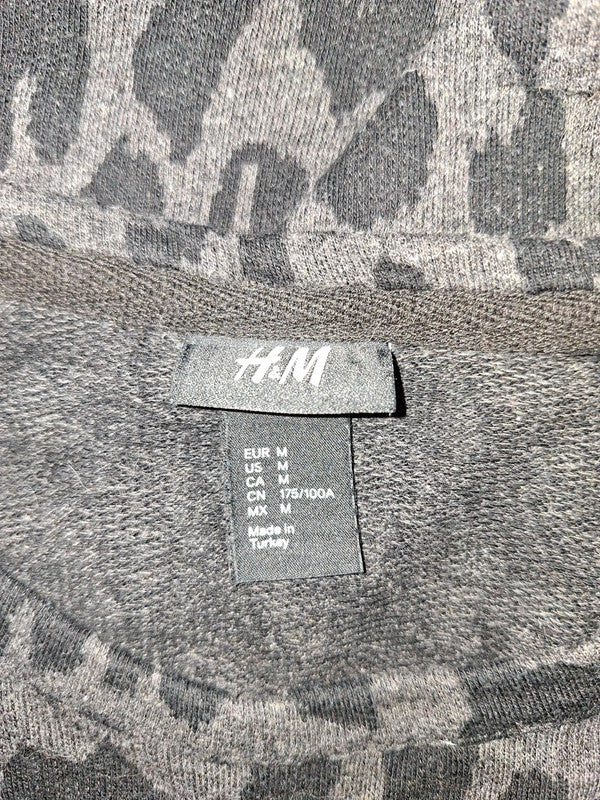 H&M
EUR M
US M
CA M
CN 175/100A
MX M
Made in
Turkey